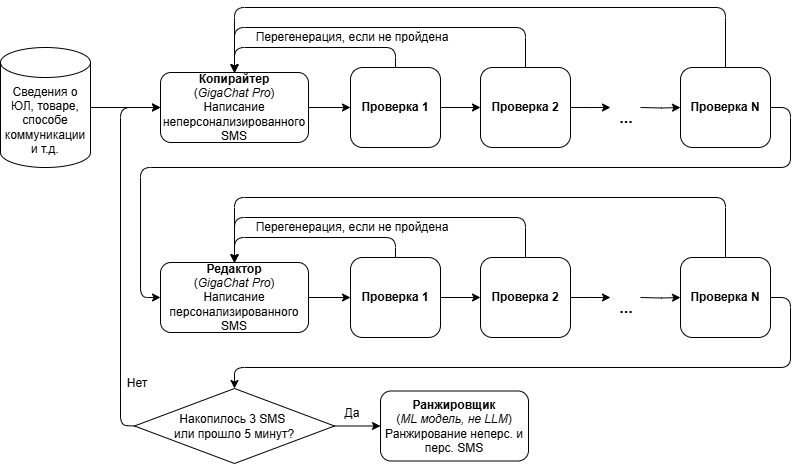 Перегенерация, если не пройдена
Сведения о
ЮЛ, товаре,
способе
коммуникации
и т.д.
Копирайтер
(GigaChat Pro)
Написание
неперсонализированного
SMS
Проверка 1
Проверка 2
...
Проверка N
Перегенерация, если не пройдена
Редактор
(GigaChat Pro)
Написание
персонализированного
SMS
Проверка 1
Проверка 2
...
Проверка N
Нет
Накопилось 3 SMS
или прошло 5 минут?
Да
Ранжировщик
(ML модель, не LLM)
Ранжирование неперс. и
перс. SMS